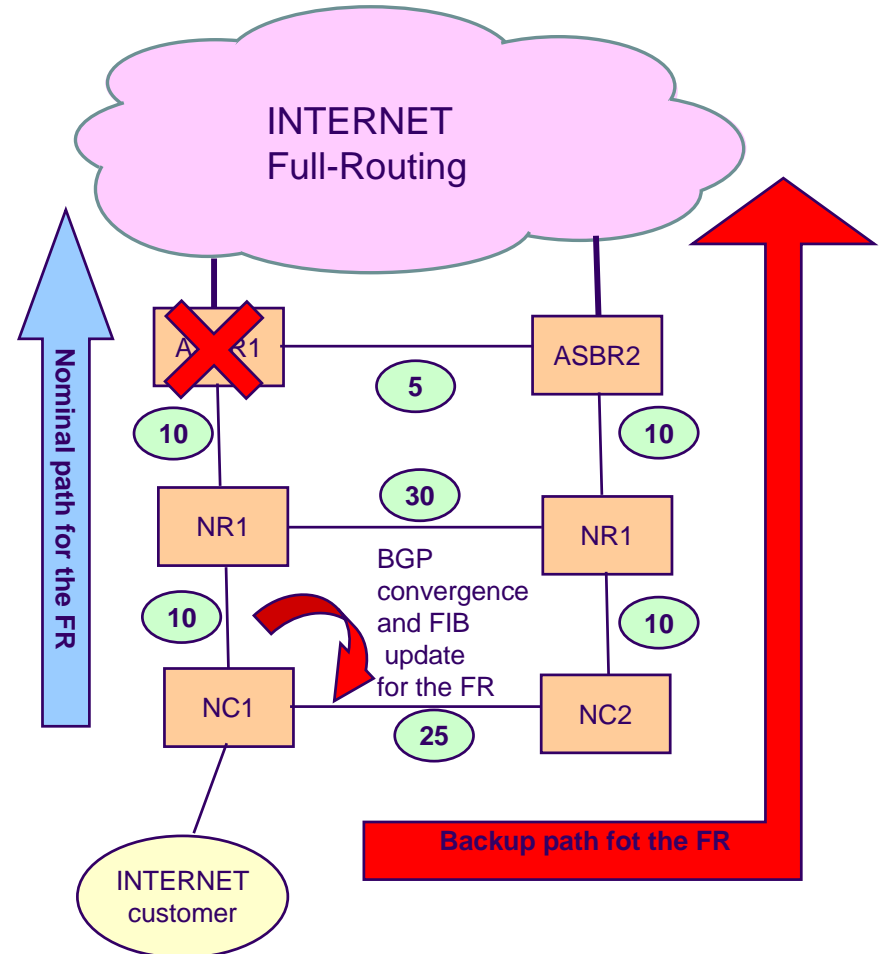 INTERNET
Full-Routing
Nominal path for the FR
ASBR2
5
10
10
30
NR1
NR1
BGP
convergence
and FIB
update
for the FR
10
10
NC1
NC2
25
Backup path fot the FR
INTERNET
customer